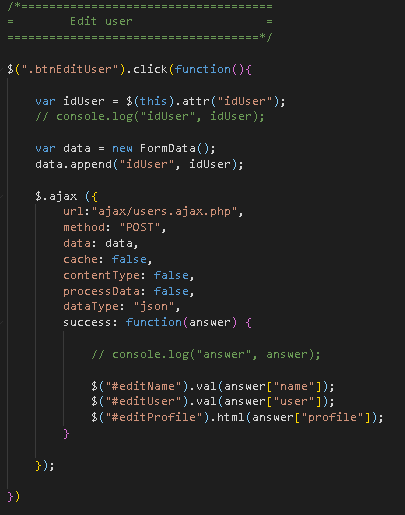 /*=====================================
=        Edit user                    =
=====================================*/

$(".btnEditUser").click(function(){

    var idUser = $(this).attr("idUser");
    // console.log("idUser", idUser);

    var data = new FormData();
    data.append("idUser", idUser);

    $.ajax ({
        url:"ajax/users.ajax.php",
        method: "POST",
        data: data,
        cache: false,
        contentType: false,
        processData: false,
        dataType: "json",
        success: function(answer) {

            // console.log("answer", answer);

            $("#editName").val(answer["name"]);
            $("#editUser").val(answer["user"]);
            $("#editProfile").html(answer["profile"]);
        }

    });

})